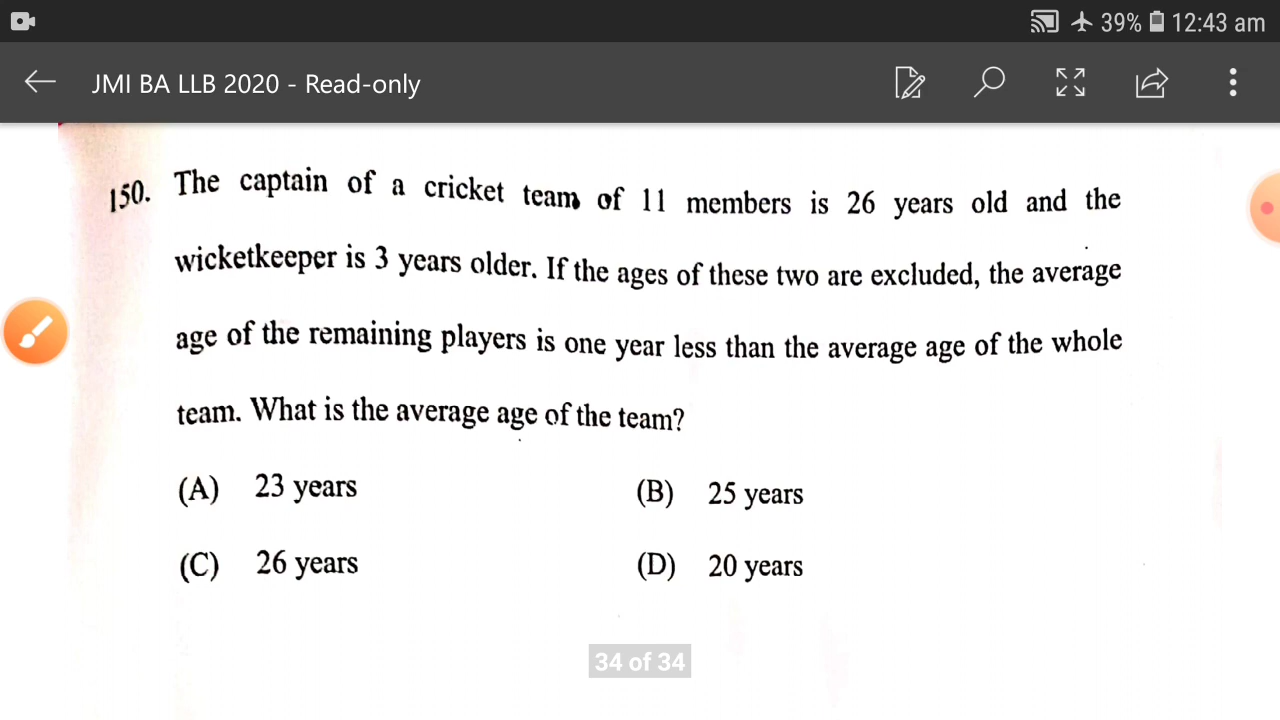 39% 12:43 am
JMI BA LLB 2020 - Read-only
150. The captain of a cricket team of 11 members is 26 years old and the
wicketkeeper is 3 years older. If the ages of these two are excluded, the average
age of the remaining players is one year less than the average age of the whole
team. What is the average age of the team?
(A) 23 years (B) 25 years
(C) 26 years (D) 20 years
34 of 34